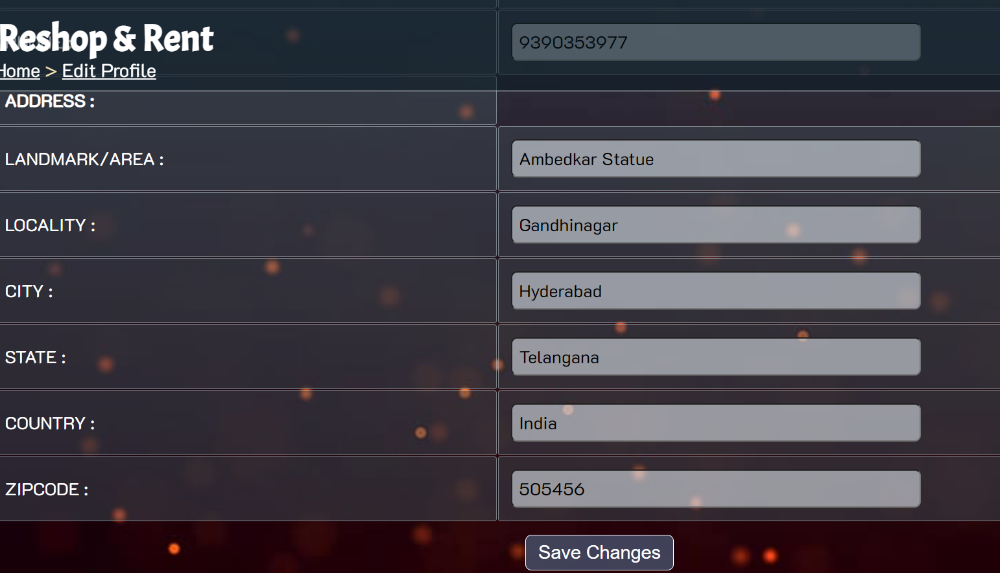 Reshop & Rent
9390353977
Home > Edit Profile
ADDRESS :
LANDMARK/AREA : Ambedkar Statue
LOCALITY : Gandhinagar
CITY : Hyderabad
STATE : Telangana
COUNTRY : India
ZIPCODE : 505456
Save Changes